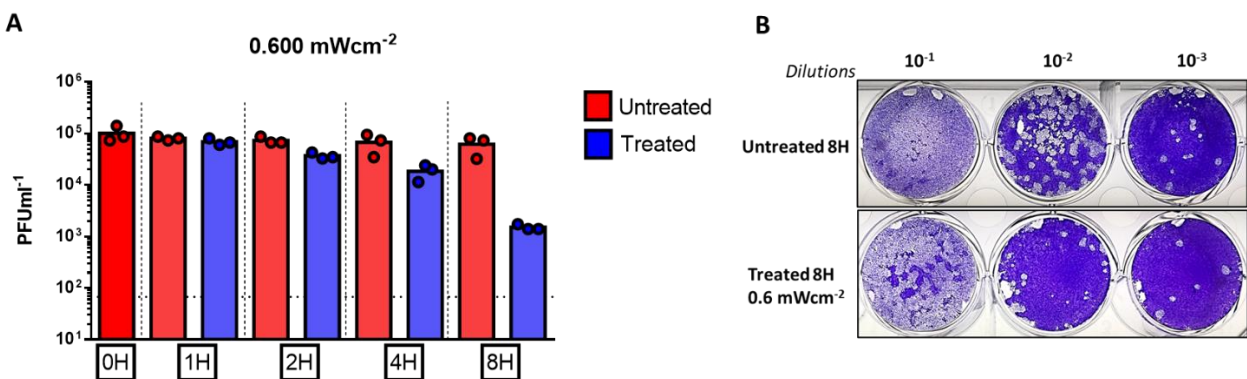 A
0.600 mWcm-2
PFUml-1
10^6
10^5
10^4
10^3
10^2
10^1
0H
1H
2H
4H
8H
Untreated
Treated
B
Dilutions
10^-1
10^-2
10^-3
Untreated 8H
Treated 8H
0.6 mWcm-2